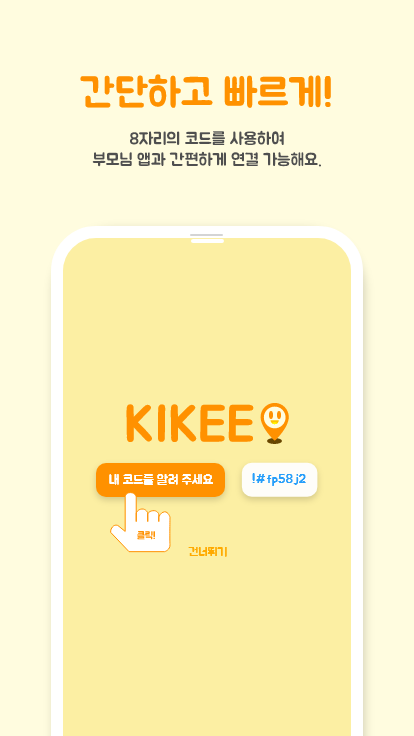 간단하고 빠르게!
8자리의 코드를 사용하여
부모님 앱과 간편하게 연결 가능해요.
KIKEE
내 코드를 알려 주세요
!#fp58j2
클릭!
건너뛰기